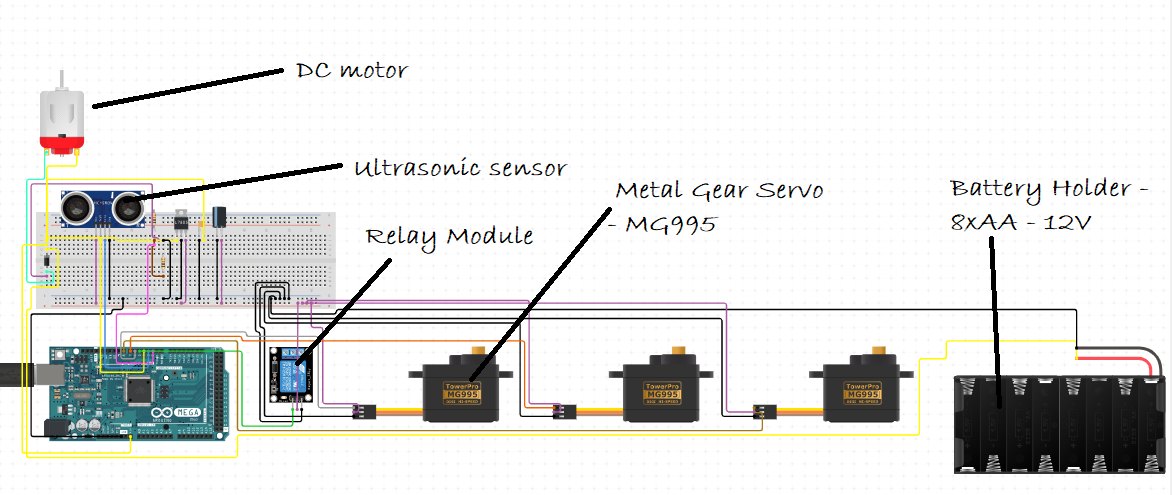 DC motor
Ultrasonic sensor
Metal Gear Servo
- MG995
Battery Holder -
8xAA - 12V
Relay Module
TowerPro
MG995
TowerPro
MG995
TowerPro
MG995
ARDUINO
MEGA